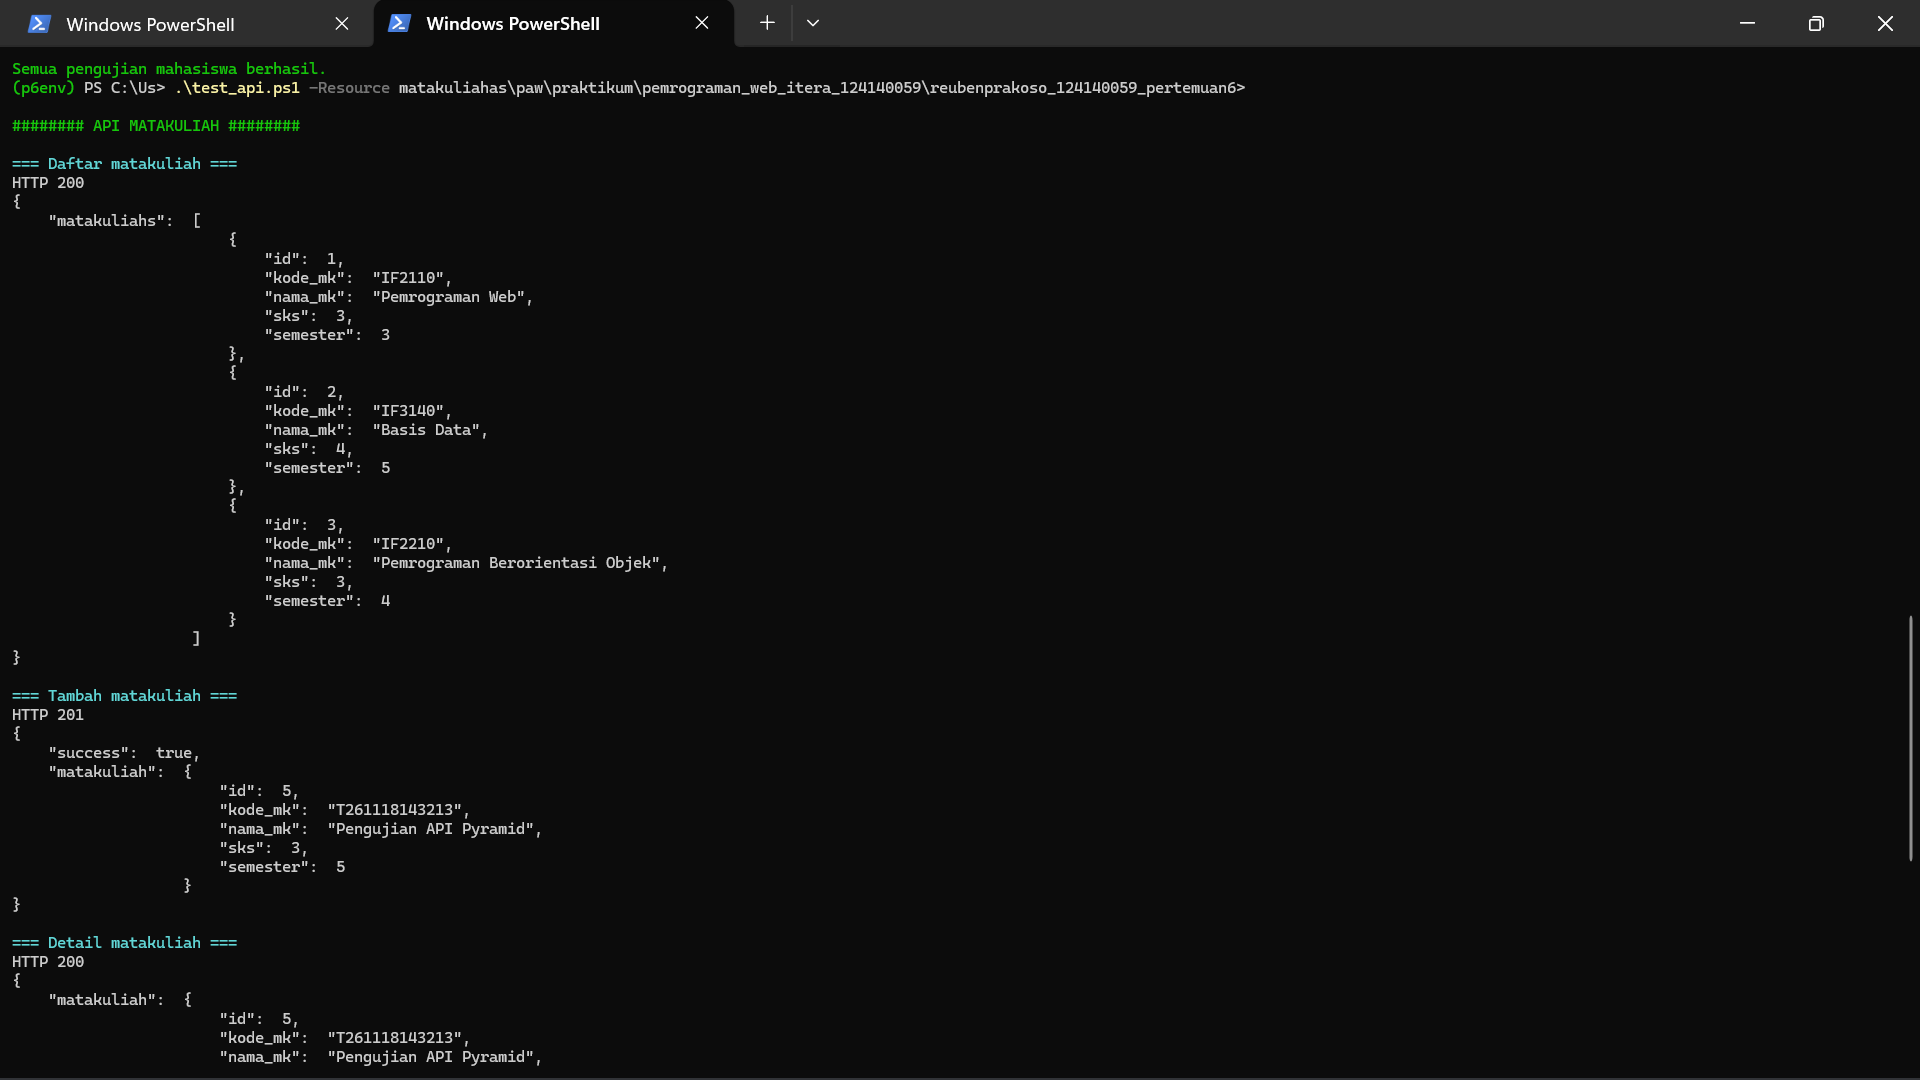 Windows PowerShell
Windows PowerShell
Semua pengujian mahasiswa berhasil.
(p6env) PS C:\Us> .\test_api.ps1 -Resource matakuliahas\paw\praktikum\pemrograman_web_itera_124140059\reubenprakoso_124140059_pertemuan6>
######## API MATAKULIAH ########
=== Daftar matakuliah ===
HTTP 200
{
    "matakuliahs":  [
                        {
                            "id":  1,
                            "kode_mk":  "IF2110",
                            "nama_mk":  "Pemrograman Web",
                            "sks":  3,
                            "semester":  3
                        },
                        {
                            "id":  2,
                            "kode_mk":  "IF3140",
                            "nama_mk":  "Basis Data",
                            "sks":  4,
                            "semester":  5
                        },
                        {
                            "id":  3,
                            "kode_mk":  "IF2210",
                            "nama_mk":  "Pemrograman Berorientasi Objek",
                            "sks":  3,
                            "semester":  4
                        }
                    ]
}
=== Tambah matakuliah ===
HTTP 201
{
    "success":  true,
    "matakuliah":  {
                       "id":  5,
                       "kode_mk":  "T261118143213",
                       "nama_mk":  "Pengujian API Pyramid",
                       "sks":  3,
                       "semester":  5
                   }
}
=== Detail matakuliah ===
HTTP 200
{
    "matakuliah":  {
                       "id":  5,
                       "kode_mk":  "T261118143213",
                       "nama_mk":  "Pengujian API Pyramid",